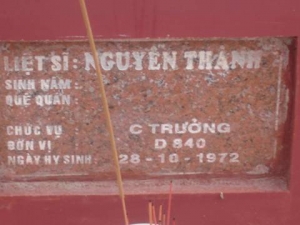 LIỆT SĨ: NGUYỄN THÀNH
SINH NĂM:
QUÊ QUÁN:
CHỨC VỤ : C TRƯỞNG
ĐƠN VỊ D 840
NGÀY HY SINH : 28-10-1972